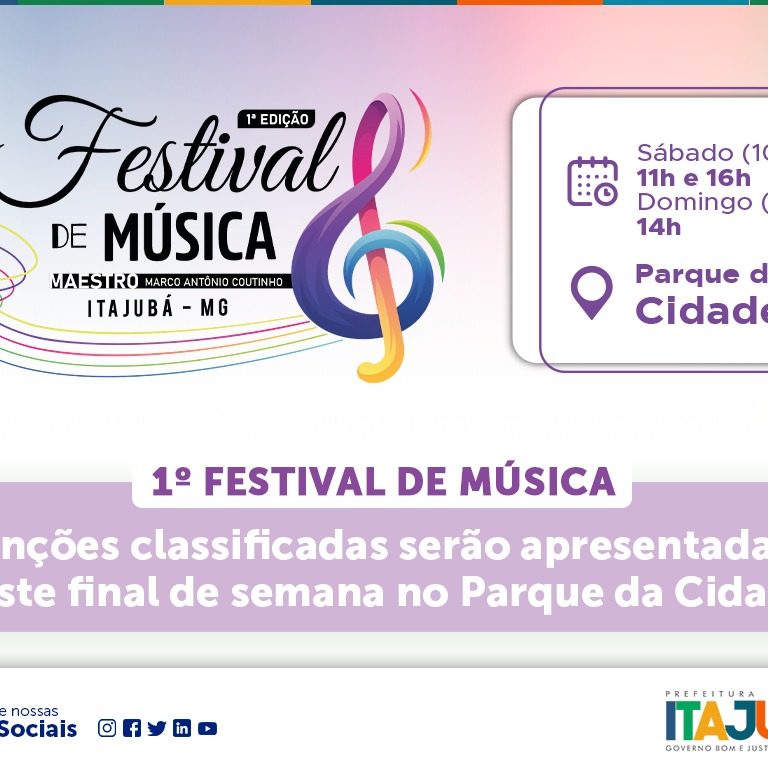 1ª EDIÇÃO
Festival
DE MÚSICA
MAESTRO MARCO ANTÔNIO COUTINHO
ITAJUBÁ - MG
Sábado (10
11h e 16h
Domingo (
14h
Parque d
Cidade
1º FESTIVAL DE MÚSICA
nções classificadas serão apresentada
ste final de semana no Parque da Cida
e nossas
Sociais
PREFEITURA
ITAJU
GOVERNO BOM E JUST